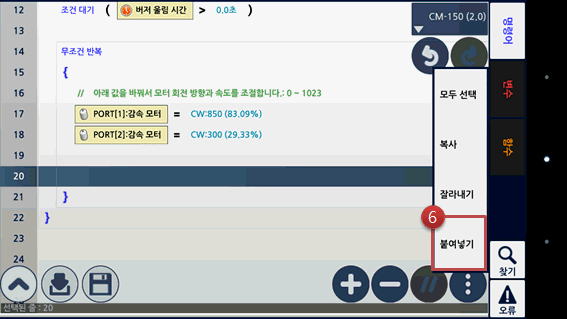 12 조건 대기 ( 버저 울림 시간 > 0.0초 )
CM-150 (2.0)
명령어
13
14 무조건 반복
15 {
모두 선택
변수
16 // 아래 값을 바꿔서 모터 회전 방향과 속도를 조절합니다.: 0 ~ 1023
17 PORT[1]:감속 모터 = CW:850 (83.09%)
18 PORT[2]:감속 모터 = CW:300 (29.33%)
복사
함수
19
20
잘라내기
21 }
22 }
6
붙여넣기
23
24
찾기
오류
선택된 줄 : 20